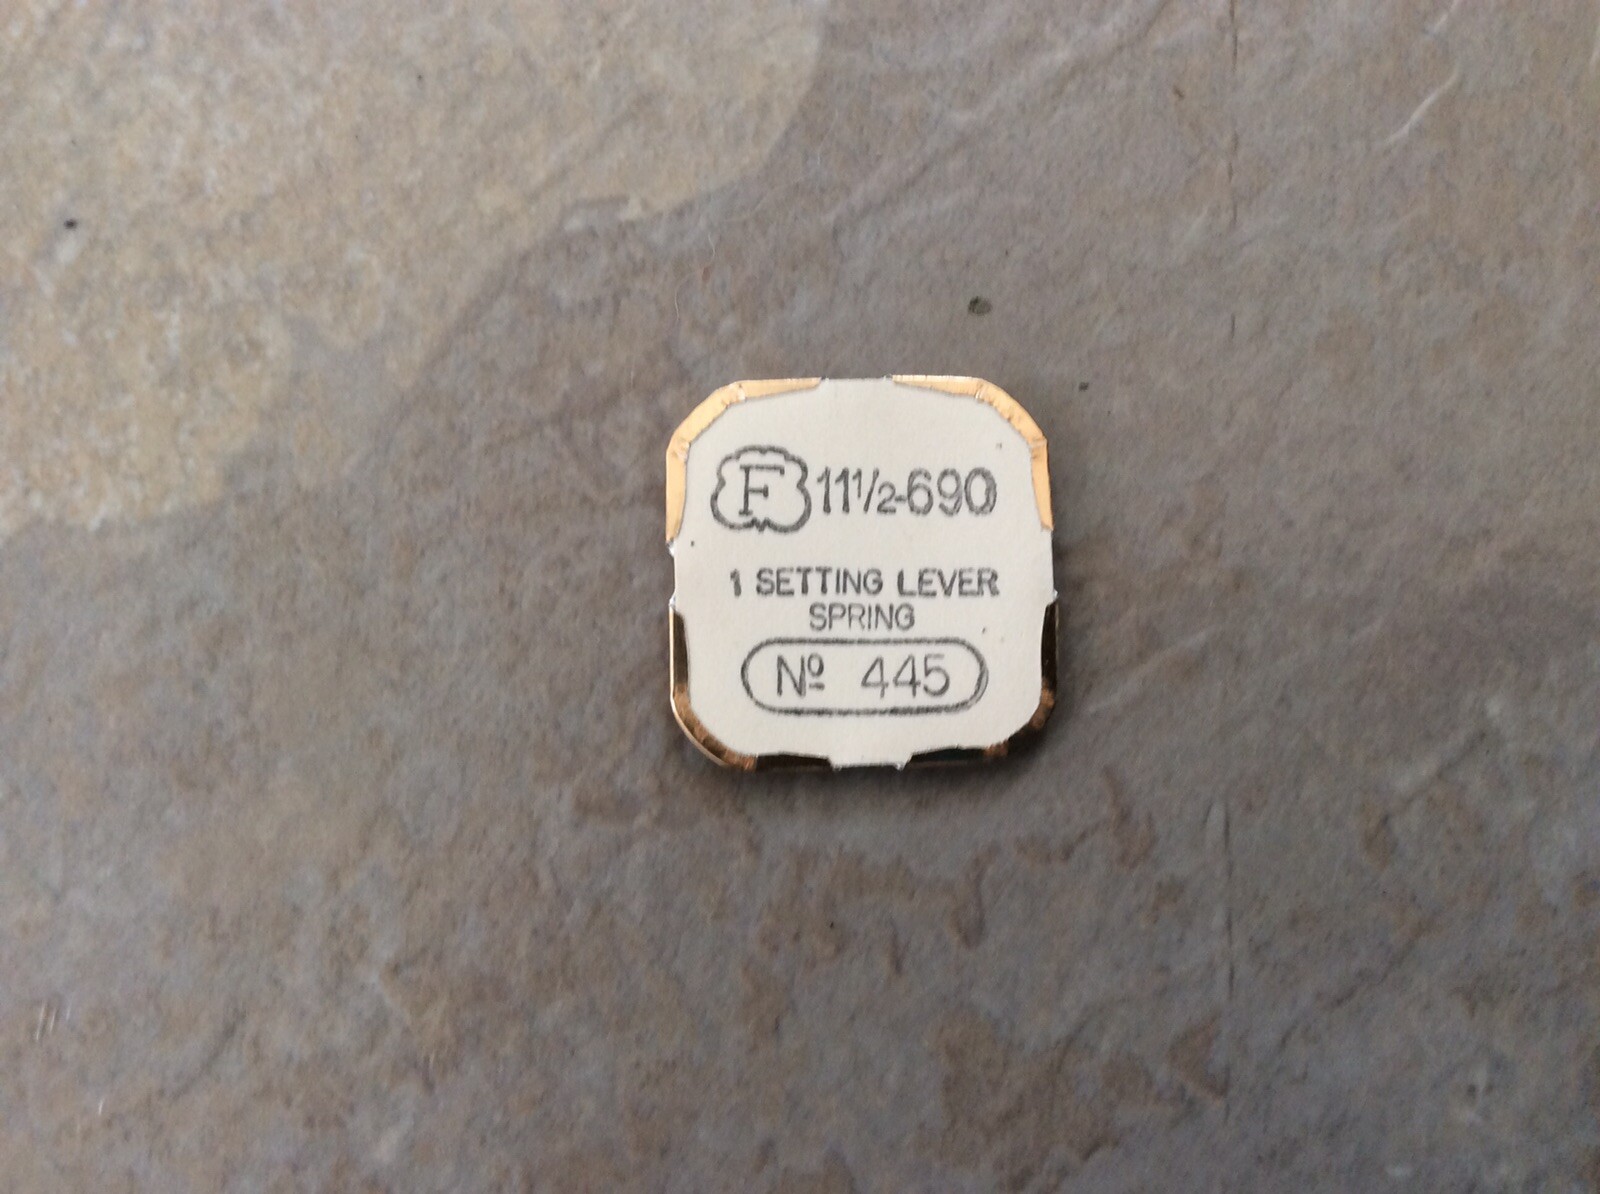 F 11½-690
1 SETTING LEVER
SPRING
Nº 445